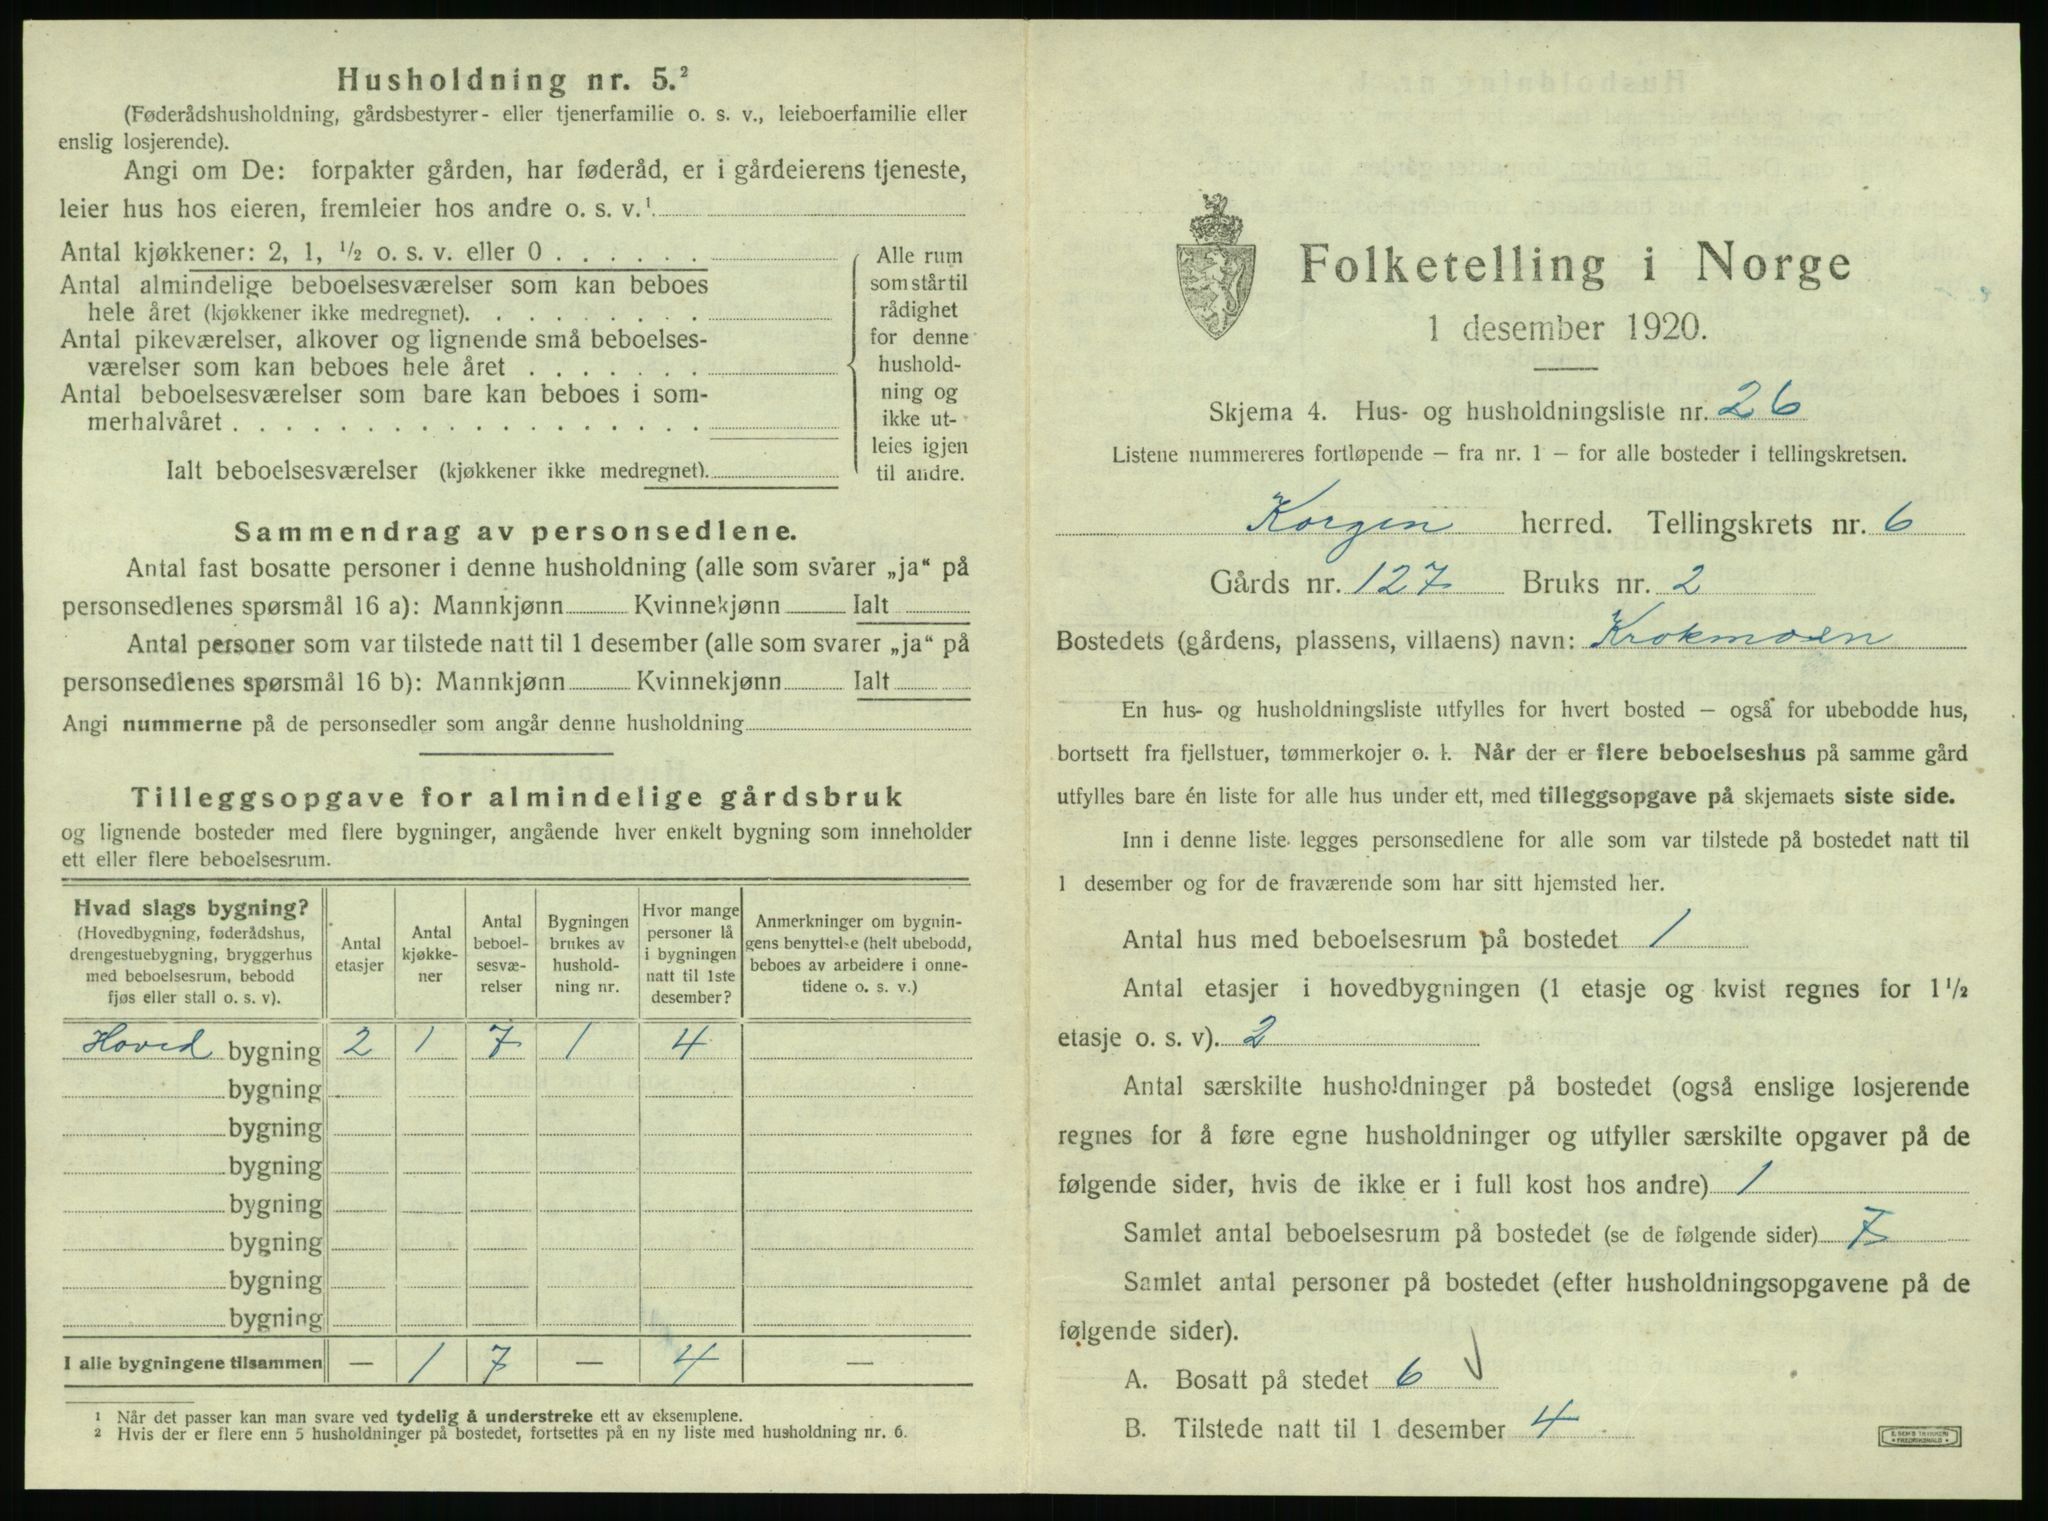 Husholdning nr. 5.²
(Føderådshusholdning, gårdsbestyrer- eller tjenerfamilie o. s. v., leieboerfamilie eller
enslig losjerende).
Angi om De: forpakter gården, har føderåd, er i gårdeierens tjeneste,
leier hus hos eieren, fremleier hos andre o. s. v.¹
Antal kjøkkener: 2, 1, ½ o. s. v. eller 0 . . . . . .
Antal almindelige beboelsesværelser som kan beboes
hele året (kjøkkener ikke medregnet). . . . . . . . .
Antal pikeværelser, alkover og lignende små beboelses-
værelser som kan beboes hele året . . . . . . .
Antal beboelsesværelser som bare kan beboes i som-
merhalvåret . . . . . . . . . . . . . . . . . .
Ialt beboelsesværelser (kjøkkener ikke medregnet).
Alle rum
som står til
rådighet
for denne
hushold-
ning og
ikke ut-
leies igjen
til andre.
Sammendrag av personsedlene.
Antal fast bosatte personer i denne husholdning (alle som svarer „ja“ på
personsedlenes spørsmål 16 a): Mannkjønn Kvinnekjønn Ialt
Antal personer som var tilstede natt til 1 desember (alle som svarer „ja“ på
personsedlenes spørsmål 16 b): Mannkjønn Kvinnekjønn Ialt
Angi nummerne på de personsedler som angår denne husholdning
Tilleggsopgave for almindelige gårdsbruk
og lignende bosteder med flere bygninger, angående hver enkelt bygning som inneholder
ett eller flere beboelsesrum.
Hvad slags bygning?
(Hovedbygning, føderådshus,
drengestuebygning, bryggerhus
med beboelsesrum, bebodd
fjøs eller stall o. s. v).
Antal
etasjer
Antal
kjøkke-
ner
Antal
beboel-
sesvæ-
relser
Bygningen
brukes av
hushold-
ning nr.
Hvor mange
personer lå
i bygningen
natt til 1ste
desember?
Anmerkninger om bygnin-
gens benyttelse (helt ubebodd,
beboes av arbeidere i onne-
tidene o. s. v.)
Hoved bygning 2 1 7 1 4
bygning
bygning
bygning
bygning
bygning
bygning
bygning
I alle bygningene tilsammen — 1 7 — 4 —
¹ Når det passer kan man svare ved tydelig å understreke ett av eksemplene.
² Hvis der er flere enn 5 husholdninger på bostedet, fortsettes på en ny liste med husholdning nr. 6.
Folketelling i Norge
1 desember 1920.
Skjema 4. Hus- og husholdningsliste nr. 26
Listene nummereres fortløpende — fra nr. 1 — for alle bosteder i tellingskretsen.
Korgen herred. Tellingskrets nr. 6
Gårds nr. 127 Bruks nr. 2
Bostedets (gårdens, plassens, villaens) navn: Krokmoen
En hus- og husholdningsliste utfylles for hvert bosted — også for ubebodde hus,
bortsett fra fjellstuer, tømmerkojer o. l. Når der er flere beboelseshus på samme gård
utfylles bare én liste for alle hus under ett, med tilleggsopgave på skjemaets siste side.
Inn i denne liste legges personsedlene for alle som var tilstede på bostedet natt til
1 desember og for de fraværende som har sitt hjemsted her.
Antal hus med beboelsesrum på bostedet 1
Antal etasjer i hovedbygningen (1 etasje og kvist regnes for 1½
etasje o. s. v). 2
Antal særskilte husholdninger på bostedet (også enslige losjerende
regnes for å føre egne husholdninger og utfyller særskilte opgaver på de
følgende sider, hvis de ikke er i full kost hos andre) 1
Samlet antal beboelsesrum på bostedet (se de følgende sider) 7
Samlet antal personer på bostedet (efter husholdningsopgavene på de
følgende sider).
A. Bosatt på stedet 6
B. Tilstede natt til 1 desember 4